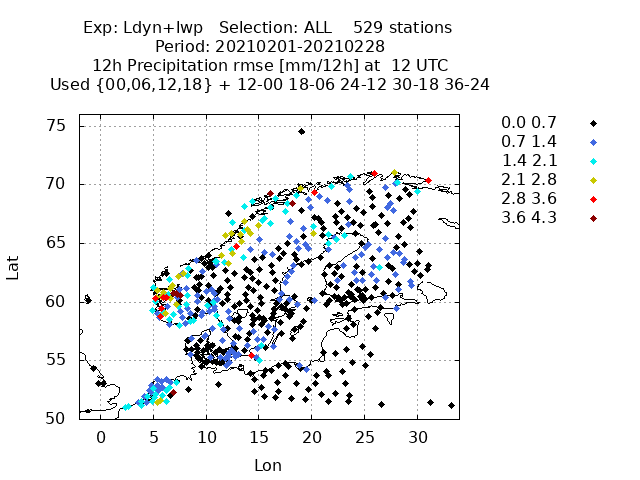 Exp: Ldyn+lwp   Selection: ALL    529 stations
Period: 20210201-20210228
12h Precipitation rmse [mm/12h] at  12 UTC
Used {00,06,12,18} + 12-00 18-06 24-12 30-18 36-24
0.0 0.7
0.7 1.4
1.4 2.1
2.1 2.8
2.8 3.6
3.6 4.3
75
70
65
60
55
50
Lat
0 5 10 15 20 25 30
Lon